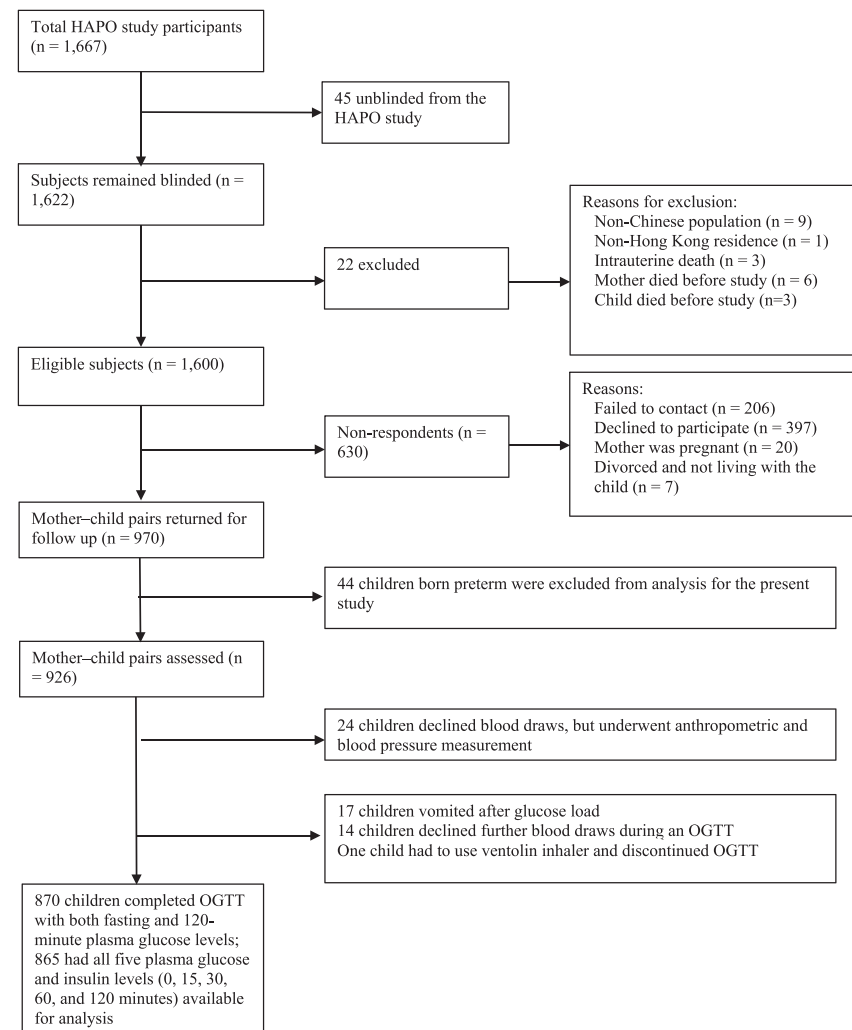 Total HAPO study participants
(n = 1,667)
45 unblinded from the
HAPO study
Subjects remained blinded (n =
1,622)
22 excluded
Reasons for exclusion:
Non-Chinese population (n = 9)
Non-Hong Kong residence (n = 1)
Intrauterine death (n = 3)
Mother died before study (n = 6)
Child died before study (n=3)
Eligible subjects (n = 1,600)
Non-respondents (n =
630)
Reasons:
Failed to contact (n = 206)
Declined to participate (n = 397)
Mother was pregnant (n = 20)
Divorced and not living with the
child (n = 7)
Mother–child pairs returned for
follow up (n = 970)
44 children born preterm were excluded from analysis for the present
study
Mother–child pairs assessed (n
= 926)
24 children declined blood draws, but underwent anthropometric and
blood pressure measurement
17 children vomited after glucose load
14 children declined further blood draws during an OGTT
One child had to use ventolin inhaler and discontinued OGTT
870 children completed OGTT
with both fasting and 120-
minute plasma glucose levels;
865 had all five plasma glucose
and insulin levels (0, 15, 30,
60, and 120 minutes) available
for analysis